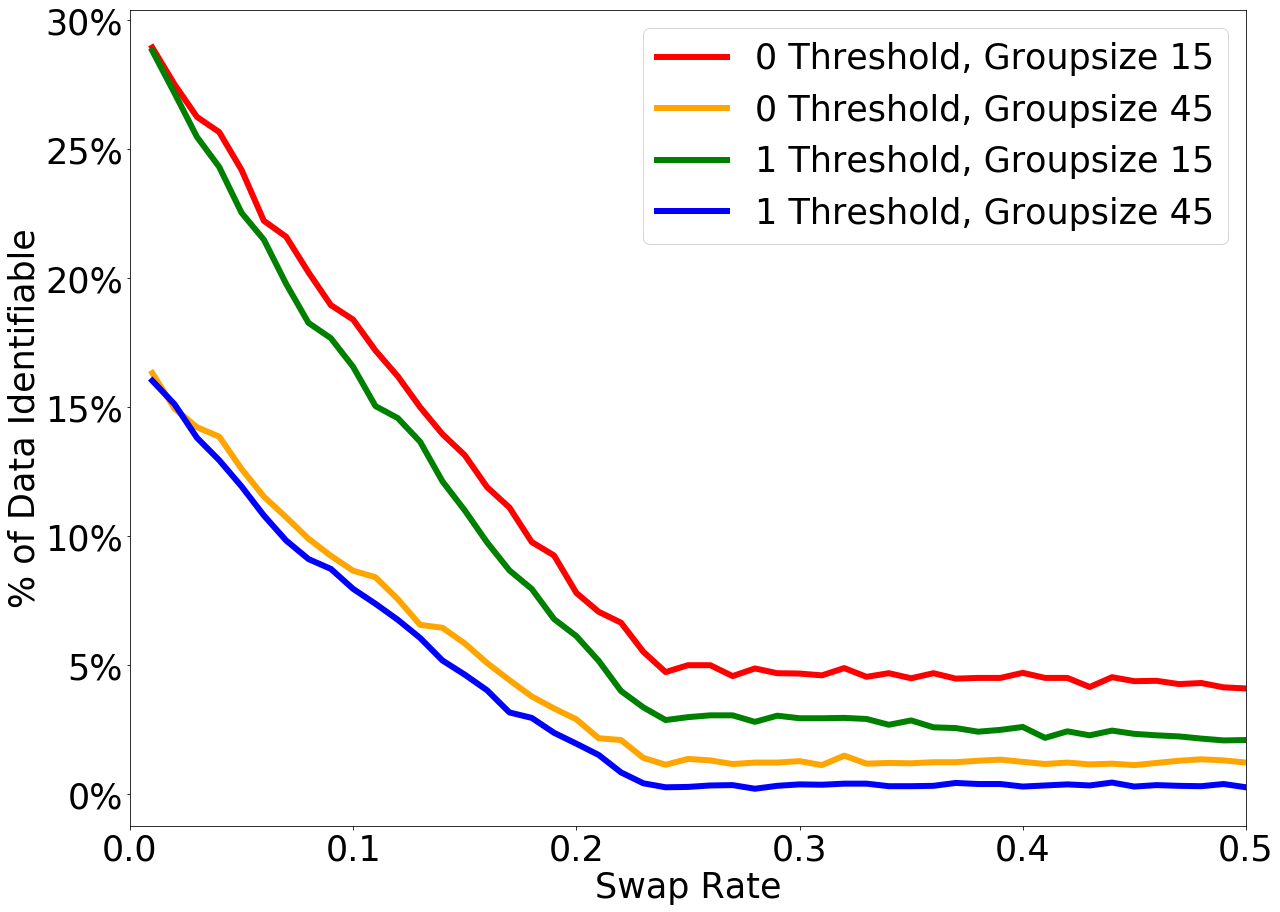 30%
25%
20%
15%
10%
5%
0%
% of Data Identifiable
0 Threshold, Groupsize 15
0 Threshold, Groupsize 45
1 Threshold, Groupsize 15
1 Threshold, Groupsize 45
0.0 0.1 0.2 0.3 0.4 0.5
Swap Rate